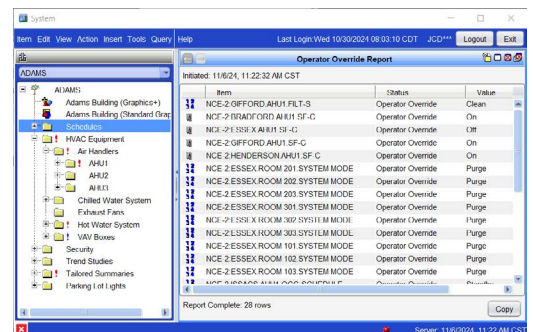 System
Item Edit View Action Insert Tools Query Help Last Login:Wed 10/30/2024 08:03:10 CDT JCD*** Logout Exit
Operator Override Report
ADAMS
Initiated: 11/6/24, 11:22:32 AM CST
Item Status Value
ADAMS
Adams Building (Graphics+)
Adams Building (Standard Grap
Schedules
HVAC Equipment
! Air Handlers
! AHU1
AHU2
AHU3
Chilled Water System
Exhaust Fans
! Hot Water System
! VAV Boxes
Security
Trend Studies
! Tailored Summaries
Parking Lot Lights
NCE-2:GIFFORD.AHU1.FILT-S Operator Override Clean
NCE-2:BRADFORD.AHU1.SF-C Operator Override On
NCE-2:ESSEX.AHU1.SF-C Operator Override Off
NCE-2:GIFFORD.AHU1.SF-C Operator Override On
NCE-2:HENDERSON.AHU1.SF-C Operator Override On
NCE-2:ESSEX.ROOM 201.SYSTEM MODE Operator Override Purge
NCE-2:ESSEX.ROOM 202.SYSTEM MODE Operator Override Purge
NCE-2:ESSEX.ROOM 203.SYSTEM MODE Operator Override Purge
NCE-2:ESSEX.ROOM 301.SYSTEM MODE Operator Override Purge
NCE-2:ESSEX.ROOM 302.SYSTEM MODE Operator Override Purge
NCE-2:ESSEX.ROOM 303.SYSTEM MODE Operator Override Purge
NCE-2:ESSEX.ROOM 101.SYSTEM MODE Operator Override Purge
NCE-2:ESSEX.ROOM 102.SYSTEM MODE Operator Override Purge
NCE-2:ESSEX.ROOM 103.SYSTEM MODE Operator Override Purge
Report Complete: 28 rows
Copy
Server: 11/6/2024, 11:22 AM CST